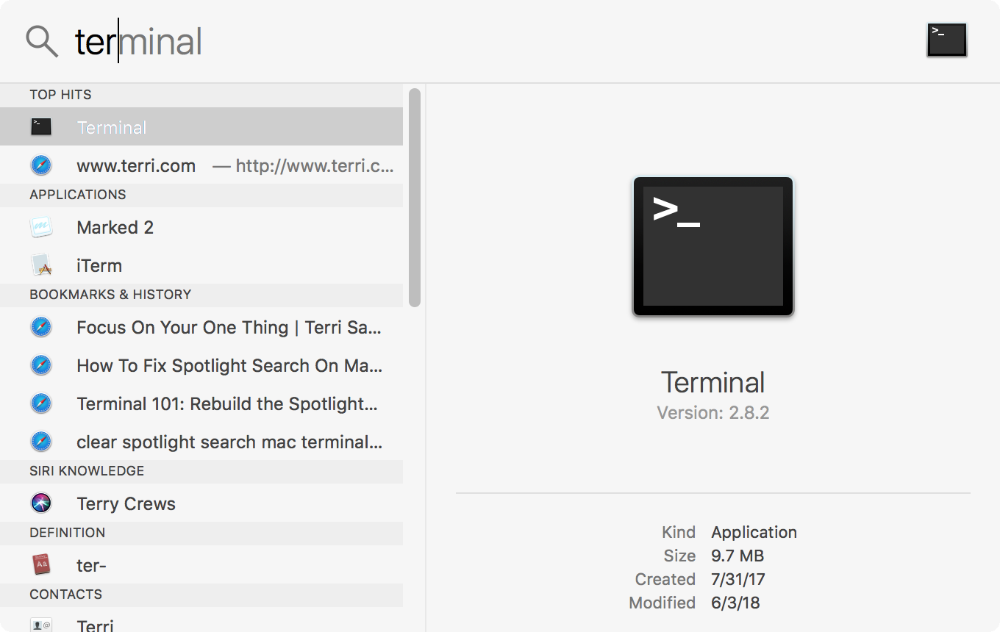 terminal
TOP HITS
Terminal
www.terri.com — http://www.terri.c...
APPLICATIONS
Marked 2
iTerm
BOOKMARKS & HISTORY
Focus On Your One Thing | Terri Sa...
How To Fix Spotlight Search On Ma...
Terminal 101: Rebuild the Spotlight...
clear spotlight search mac terminal...
SIRI KNOWLEDGE
Terry Crews
DEFINITION
Aa
ter-
CONTACTS
Terri
>_
Terminal
Version: 2.8.2
Kind Application
Size 9.7 MB
Created 7/31/17
Modified 6/3/18